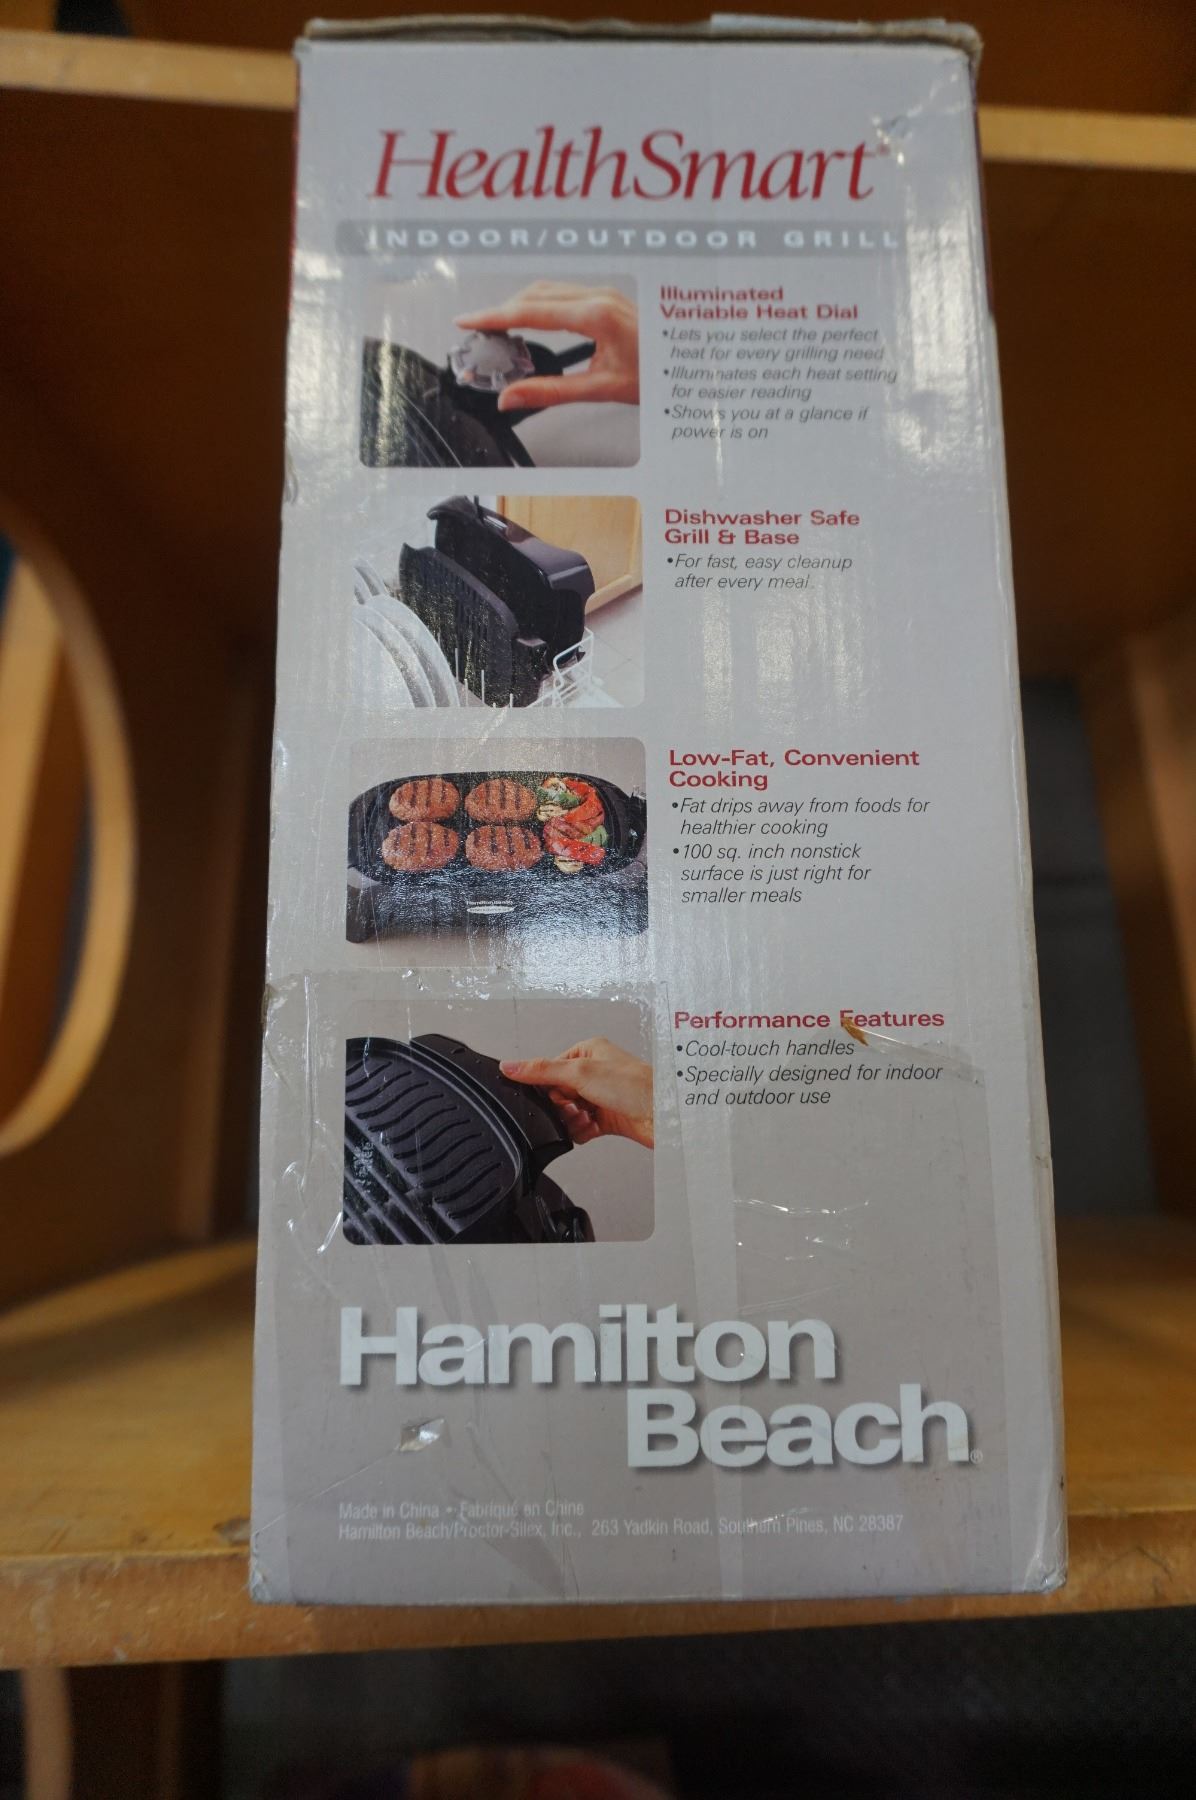 HealthSmart
INDOOR/OUTDOOR GRILL
Illuminated
Variable Heat Dial
•Lets you select the perfect
heat for every grilling need
•Illuminates each heat setting
for easier reading
•Shows you at a glance if
power is on
Dishwasher Safe
Grill & Base
•For fast, easy cleanup
after every meal.
Low-Fat, Convenient
Cooking
•Fat drips away from foods for
healthier cooking
•100 sq. inch nonstick
surface is just right for
smaller meals
Performance Features
•Cool-touch handles
•Specially designed for indoor
and outdoor use
Hamilton
Beach®
Made in China • Fabriqué en Chine
Hamilton Beach/Proctor-Silex, Inc., 263 Yadkin Road, Southern Pines, NC 28387